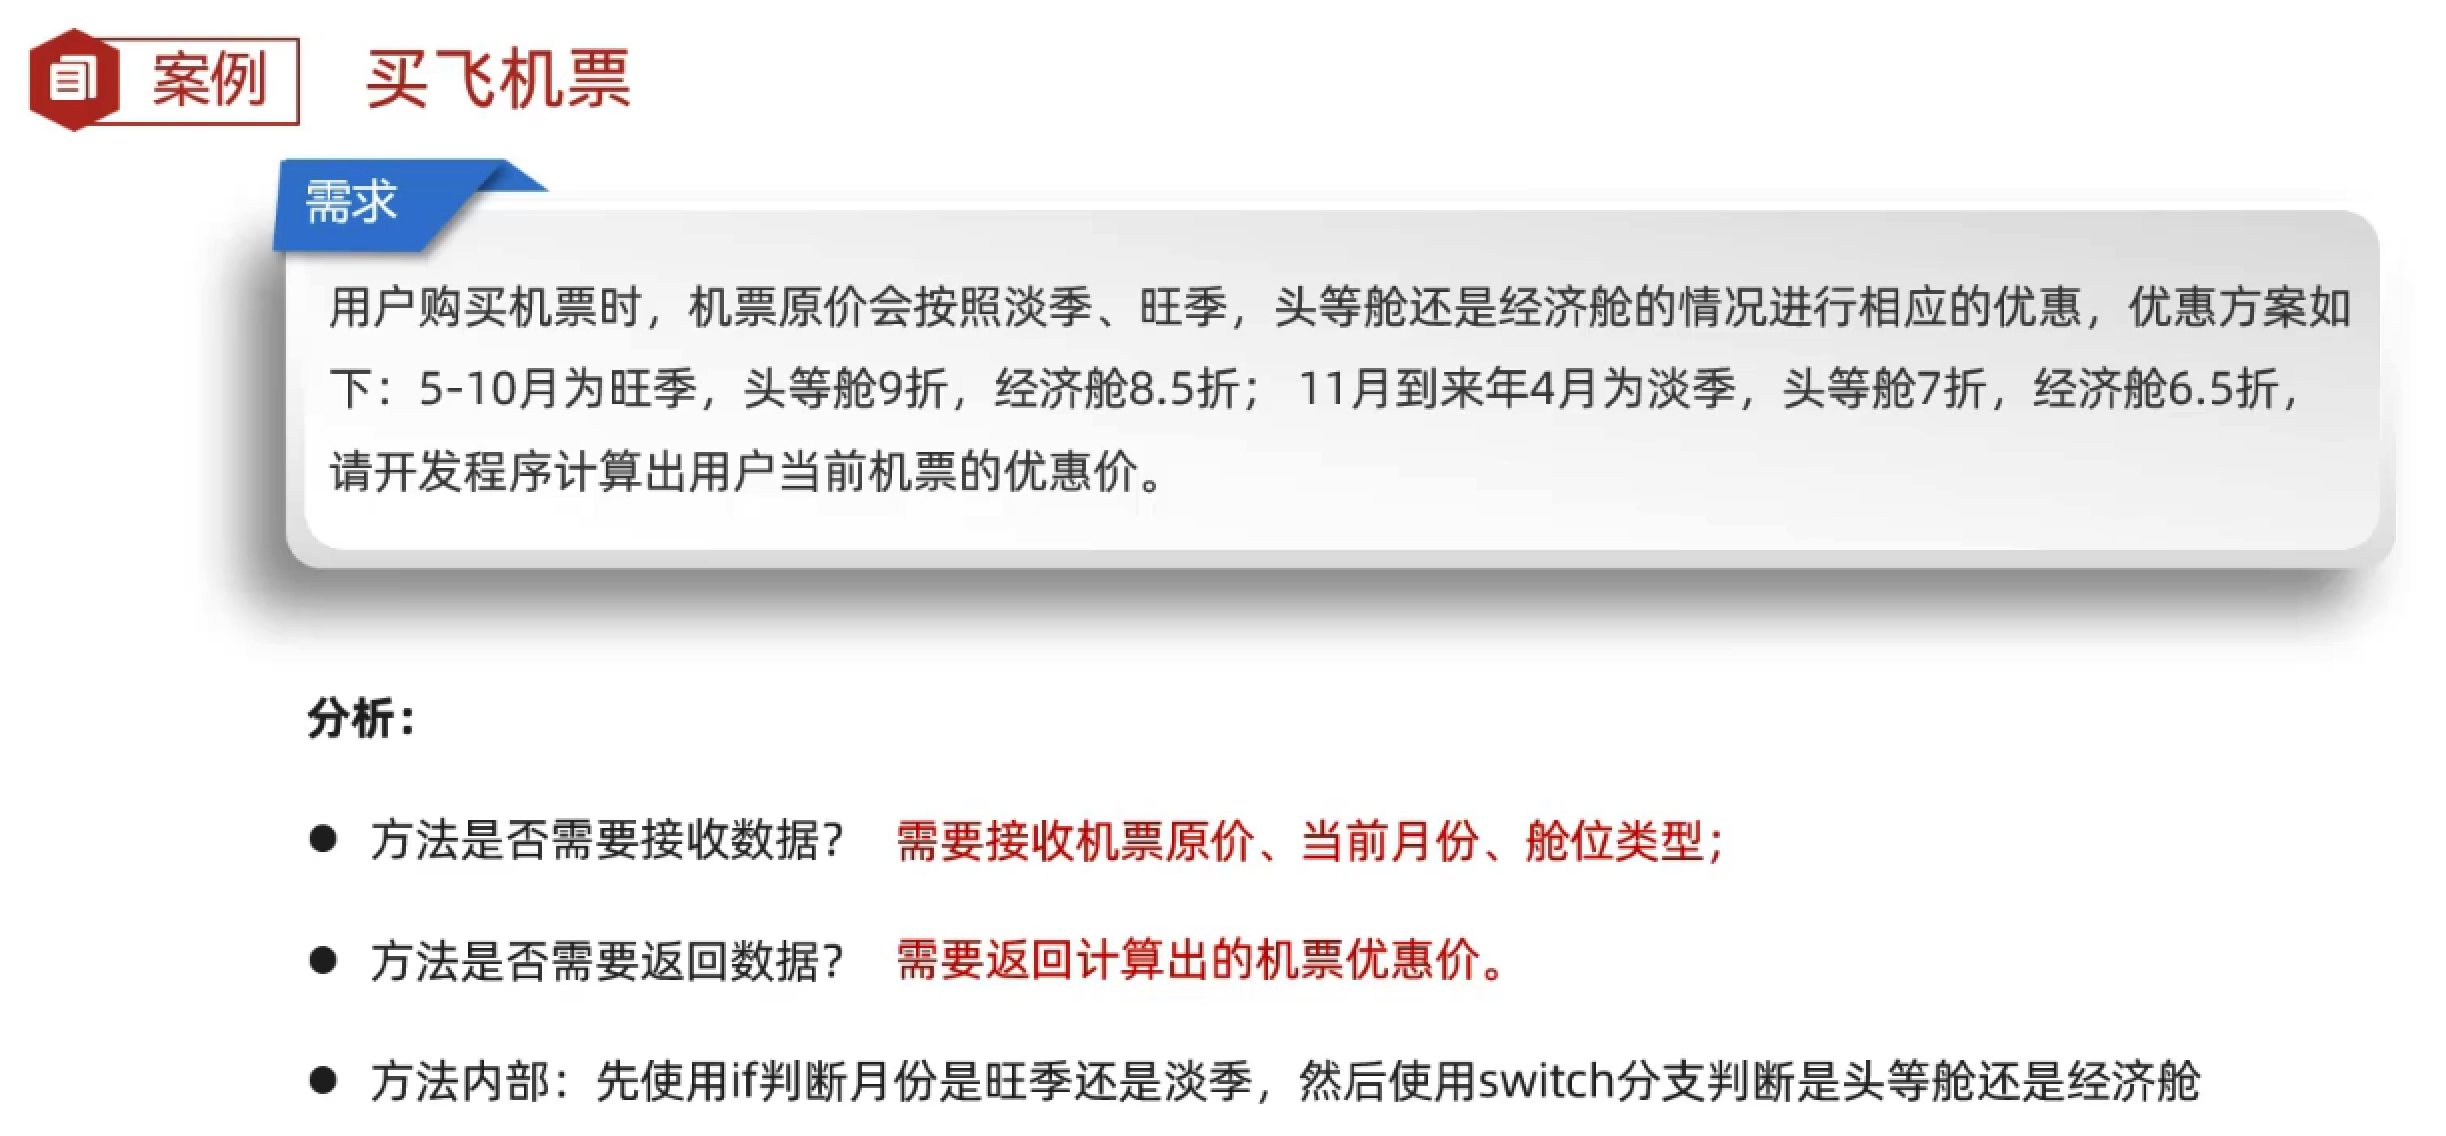 案例
买飞机票
需求
用户购买机票时，机票原价会按照淡季、旺季，头等舱还是经济舱的情况进行相应的优惠，优惠方案如
下：5-10月为旺季，头等舱9折，经济舱8.5折； 11月到来年4月为淡季，头等舱7折，经济舱6.5折，
请开发程序计算出用户当前机票的优惠价。
分析：
● 方法是否需要接收数据？ 需要接收机票原价、当前月份、舱位类型；
● 方法是否需要返回数据？ 需要返回计算出的机票优惠价。
● 方法内部：先使用if判断月份是旺季还是淡季，然后使用switch分支判断是头等舱还是经济舱